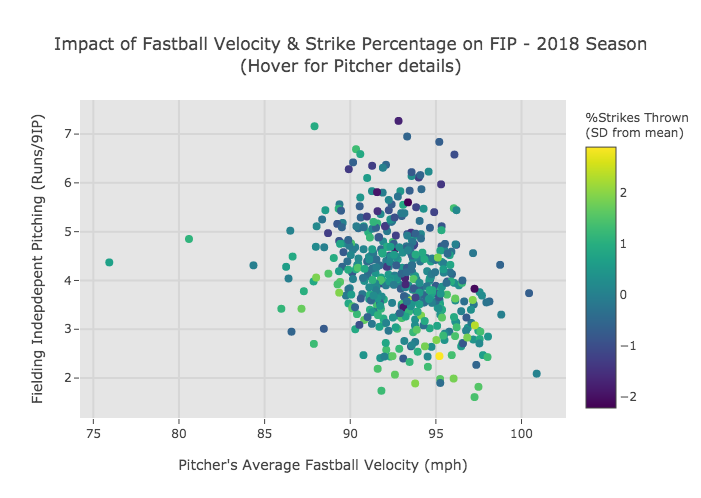 Impact of Fastball Velocity & Strike Percentage on FIP - 2018 Season
(Hover for Pitcher details)
%Strikes Thrown
(SD from mean)
Fielding Indepdepent Pitching (Runs/9IP)
7
6
5
4
3
2
2
1
0
−1
−2
75
80
85
90
95
100
Pitcher's Average Fastball Velocity (mph)